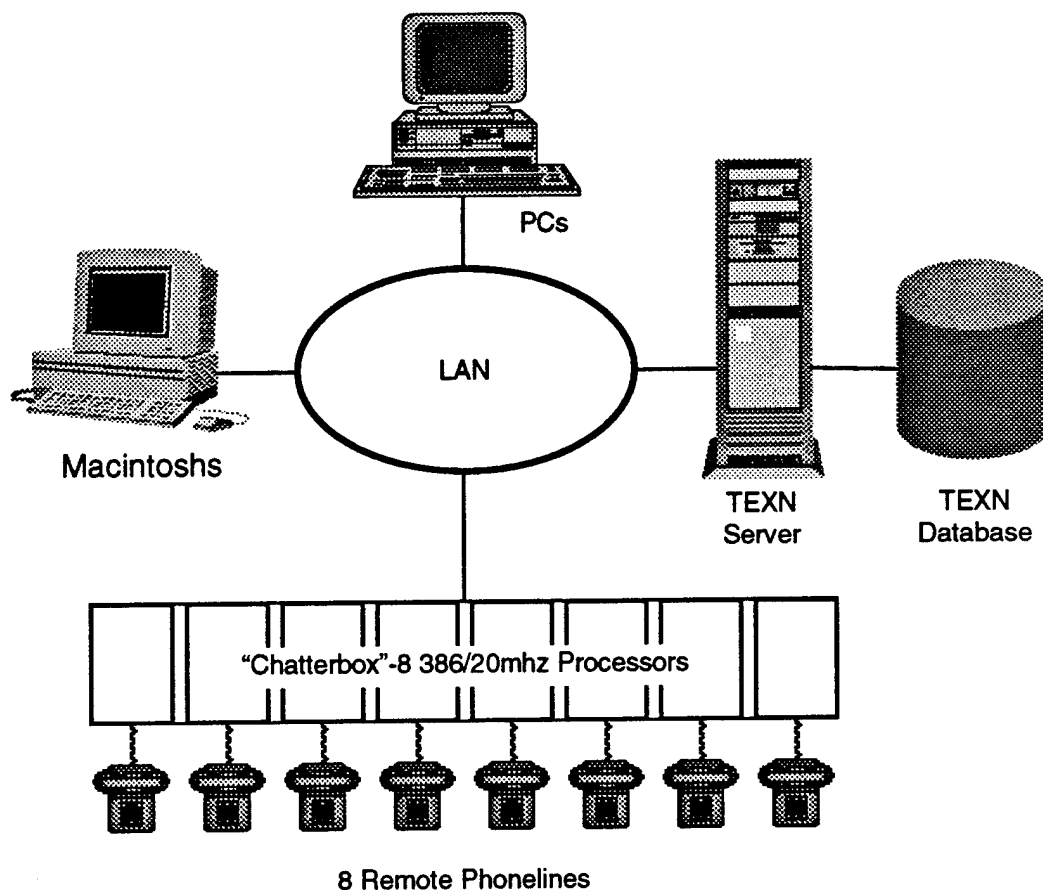 PCs
LAN
Macintoshs
TEXN
Server
TEXN
Database
“Chatterbox”-8 386/20mhz Processors
8 Remote Phonelines